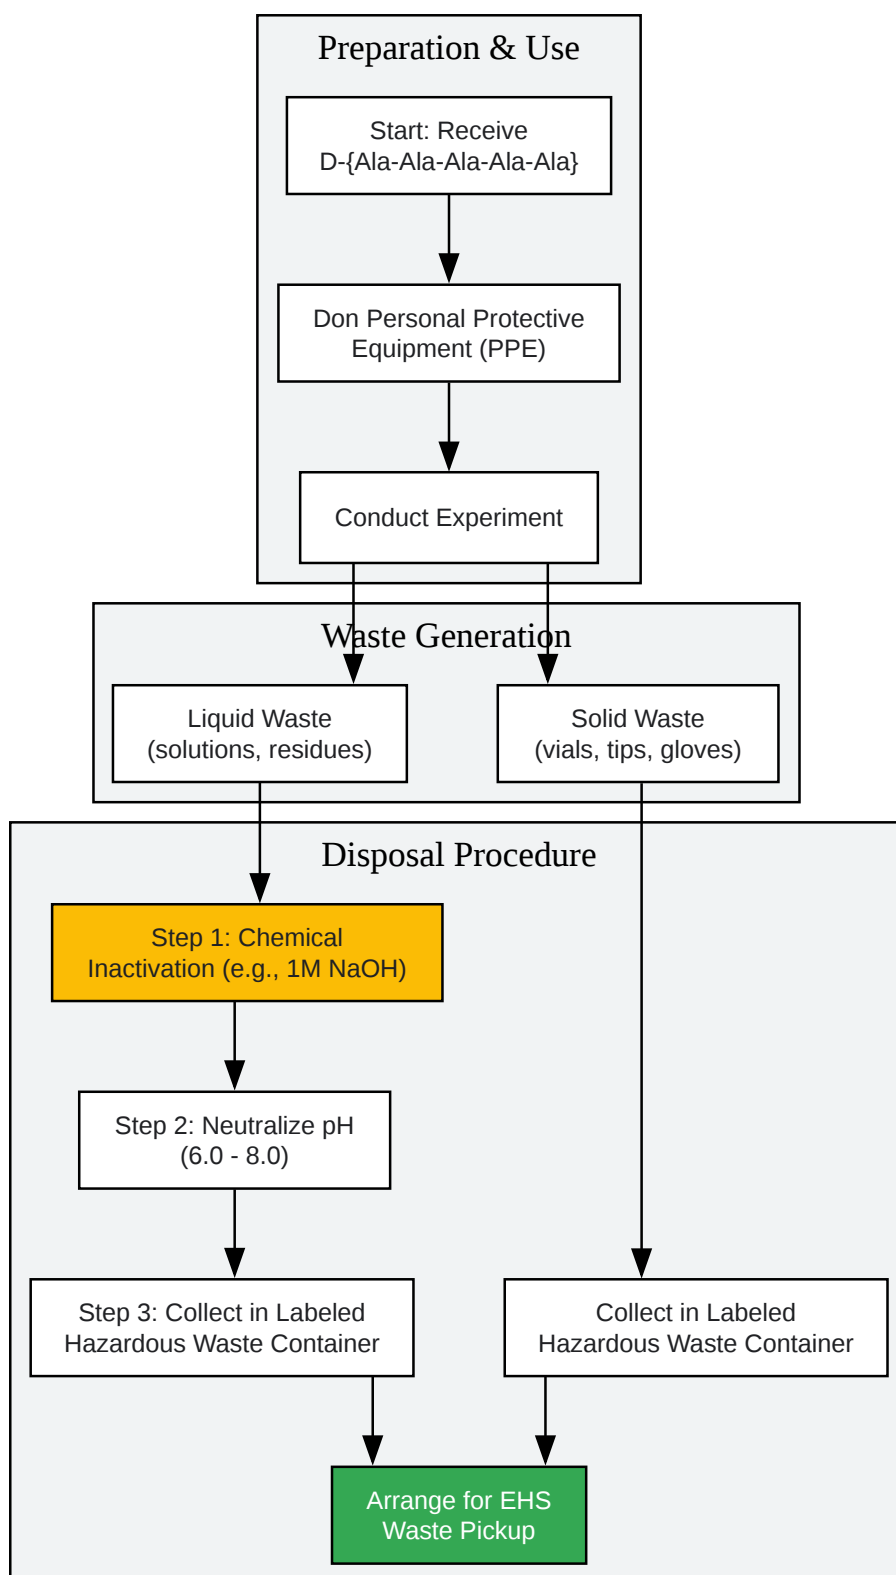 Preparation & Use
Start: Receive
D-{Ala-Ala-Ala-Ala-Ala}
Don Personal Protective
Equipment (PPE)
Conduct Experiment
Waste Generation
Liquid Waste
(solutions, residues)
Solid Waste
(vials, tips, gloves)
Disposal Procedure
Step 1: Chemical
Inactivation (e.g., 1M NaOH)
Step 2: Neutralize pH
(6.0 - 8.0)
Step 3: Collect in Labeled
Hazardous Waste Container
Collect in Labeled
Hazardous Waste Container
Arrange for EHS
Waste Pickup